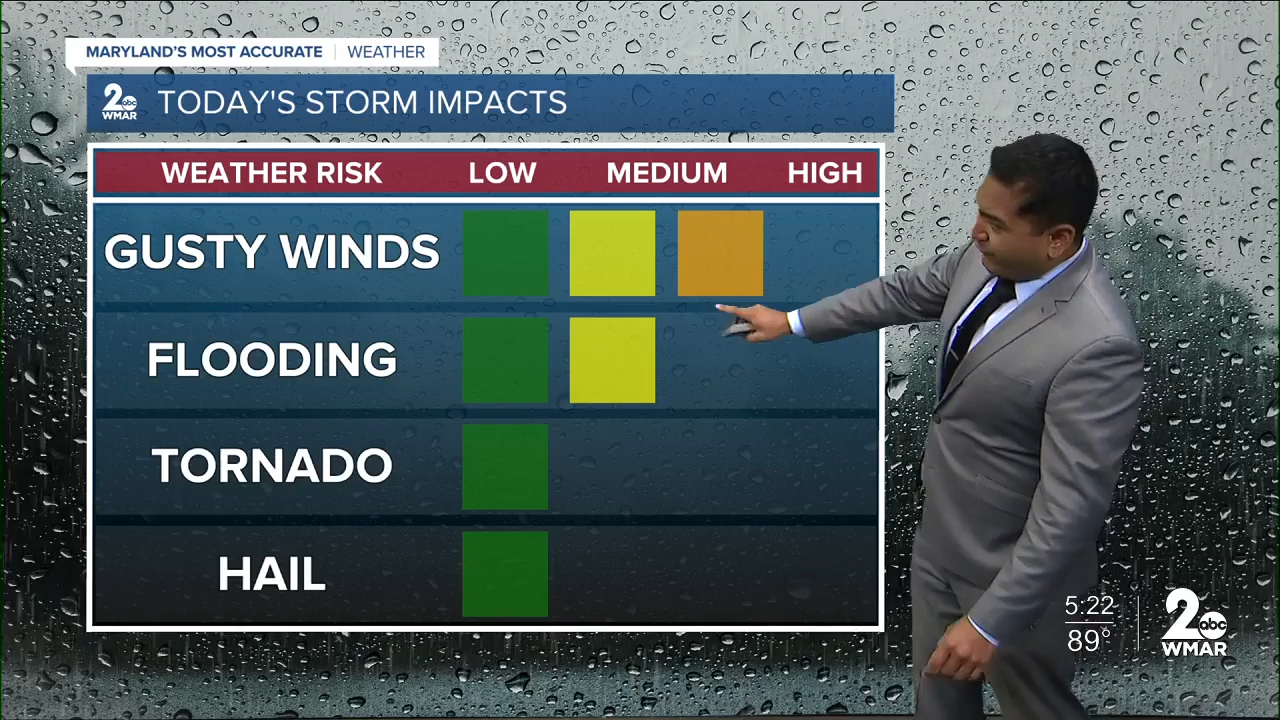 MARYLAND'S MOST ACCURATE | WEATHER
2 abc WMAR TODAY'S STORM IMPACTS
WEATHER RISK LOW MEDIUM HIGH
GUSTY WINDS
FLOODING
TORNADO
HAIL
5:22
89°
2 abc
WMAR